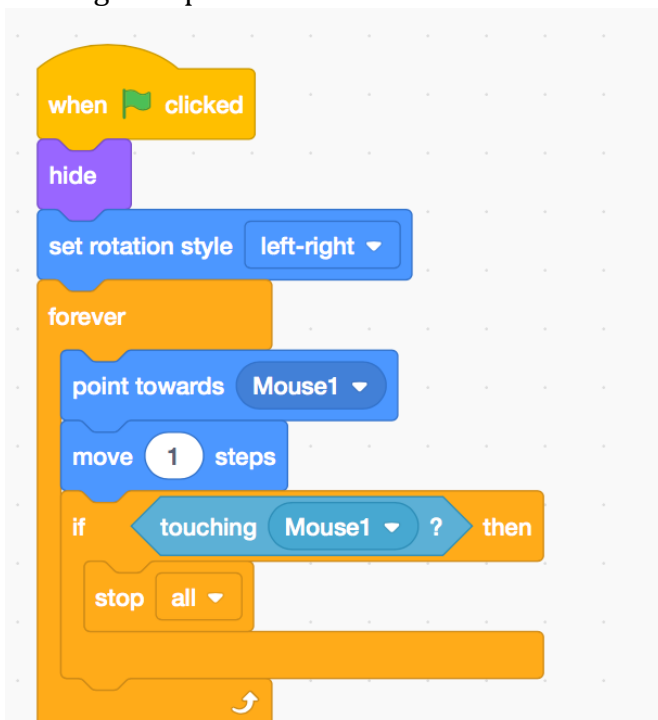 when clicked
hide
set rotation style left-right
forever
point towards Mouse1
move 1 steps
if touching Mouse1 ? then
stop all